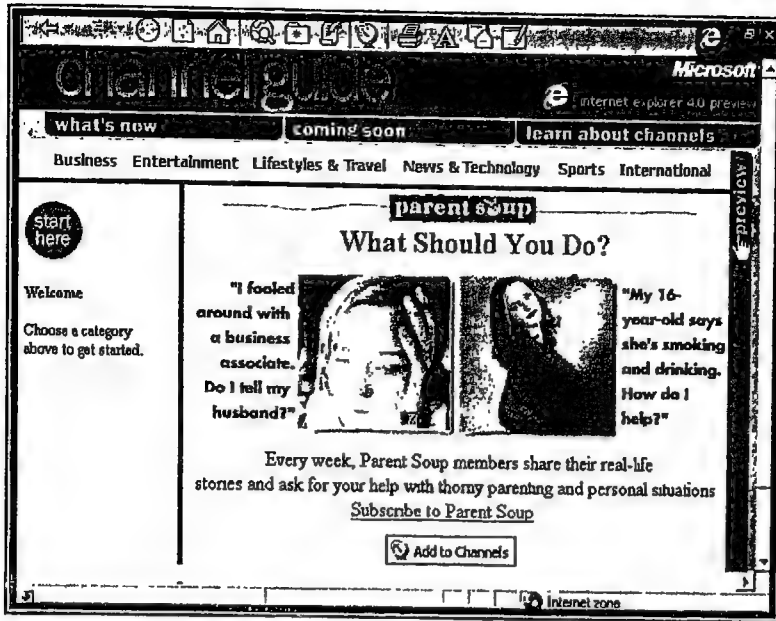 Microsoft
channel guide
internet explorer 4.0 preview
what's new
coming soon
learn about channels
Business Entertainment Lifestyles & Travel News & Technology Sports International
preview
start
here
Welcome
Choose a category
above to get started.
parent soup
What Should You Do?
"I fooled
around with
a business
associate.
Do I tell my
husband?"
"My 16-
year-old says
she's smoking
and drinking.
How do I
help?"
Every week, Parent Soup members share their real-life
stories and ask for your help with thorny parenting and personal situations
Subscribe to Parent Soup
Add to Channels
Internet zone